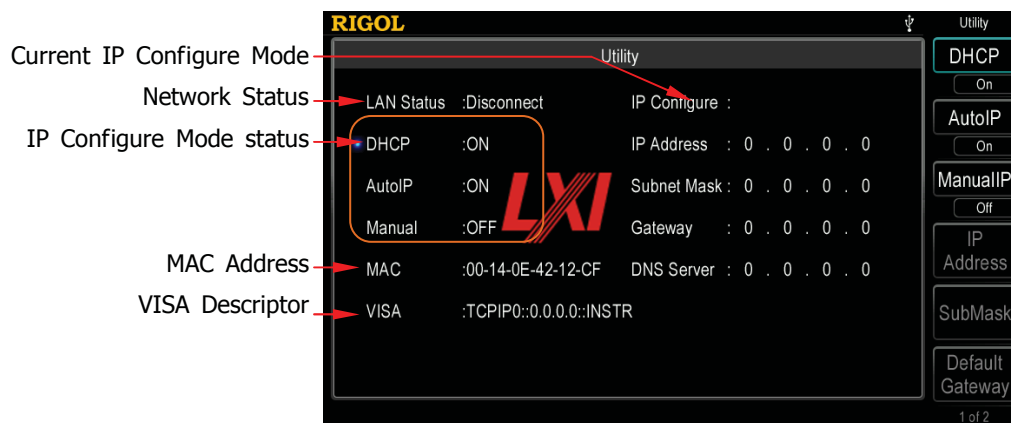 RIGOL
Utility
Utility
Current IP Configure Mode
Network Status
IP Configure Mode status
MAC Address
VISA Descriptor
LAN Status :Disconnect
DHCP :ON
AutoIP :ON
Manual :OFF
MAC :00-14-0E-42-12-CF
VISA :TCPIP0::0.0.0.0::INSTR
LXI
IP Configure :
IP Address : 0 . 0 . 0 . 0
Subnet Mask : 0 . 0 . 0 . 0
Gateway : 0 . 0 . 0 . 0
DNS Server : 0 . 0 . 0 . 0
DHCP
On
AutoIP
On
ManualIP
Off
IP
Address
SubMask
Default
Gateway
1 of 2